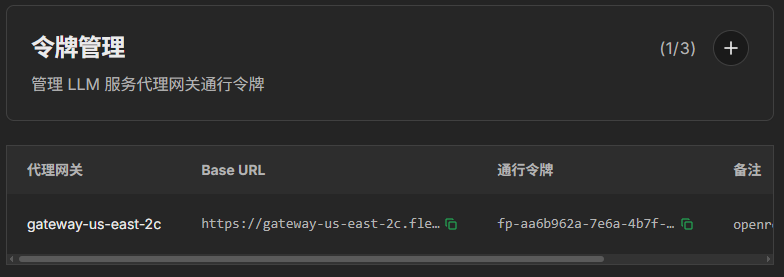 令牌管理
(1/3)
管理 LLM 服务代理网关通行令牌
代理网关 Base URL 通行令牌 备注
gateway-us-east-2c https://gateway-us-east-2c.fle… fp-aa6b962a-7e6a-4b7f-… openr